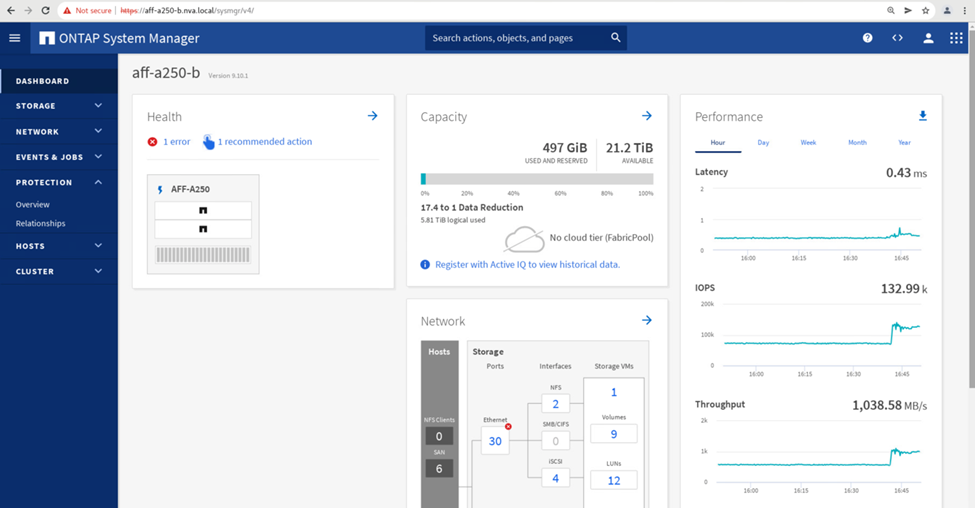 Not secure | https://aff-a250-b.nva.local/sysmgr/v4/
ONTAP System Manager
Search actions, objects, and pages
DASHBOARD
STORAGE
NETWORK
EVENTS & JOBS
PROTECTION
Overview
Relationships
HOSTS
CLUSTER
aff-a250-b Version 9.10.1
Health
1 error 1 recommended action
AFF-A250
Capacity
497 GiB 21.2 TiB
USED AND RESERVED AVAILABLE
0% 20% 40% 60% 80% 100%
17.4 to 1 Data Reduction
5.81 TiB logical used
No cloud tier (FabricPool)
Register with Active IQ to view historical data.
Network
Hosts
NFS Clients
0
SAN
6
Storage
Ports Interfaces Storage VMs
Ethernet
30
NFS
2
SMB/CIFS
0
iSCSI
4
1
Volumes
9
LUNs
12
Performance
Hour Day Week Month Year
Latency 0.43 ms
2
1
0
16:00 16:15 16:30 16:45
IOPS 132.99 k
200k
100k
0
16:00 16:15 16:30 16:45
Throughput 1,038.58 MB/s
2k
1k
0
16:00 16:15 16:30 16:45